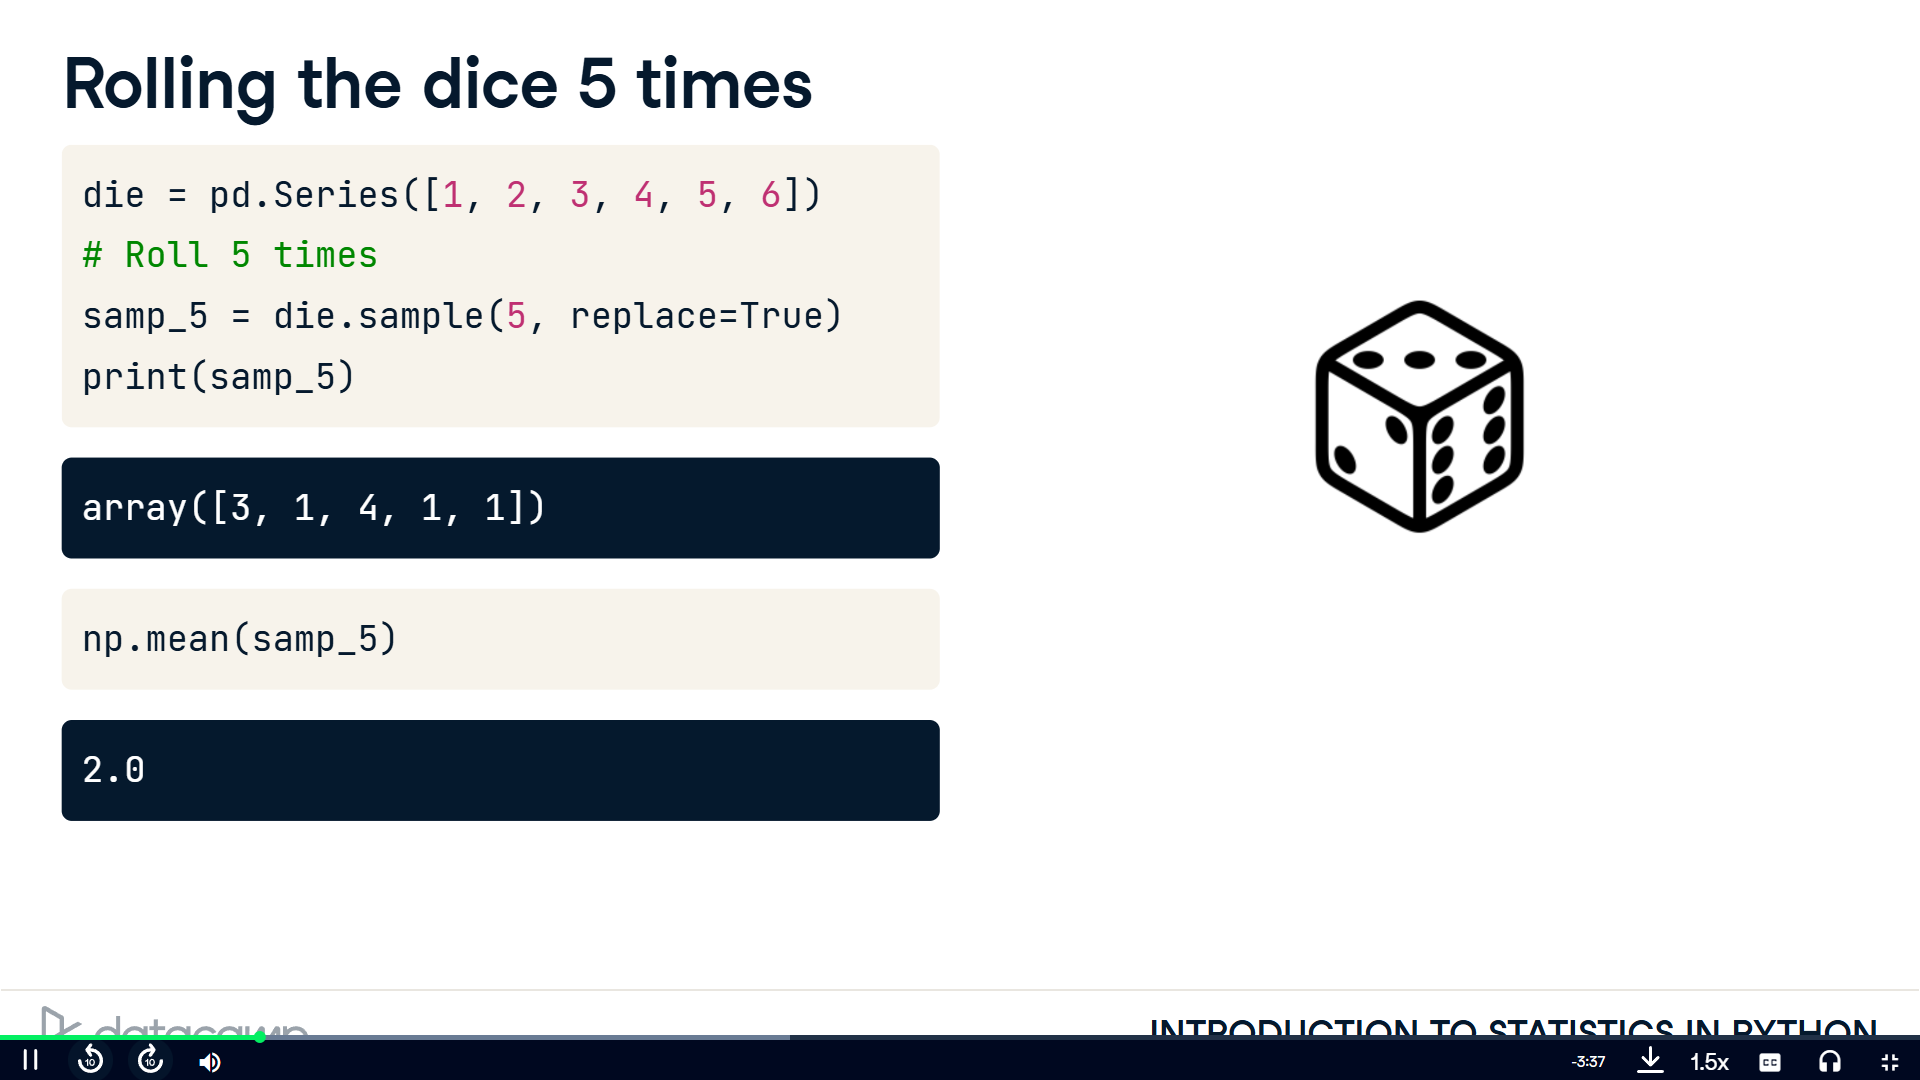 Rolling the dice 5 times
die = pd.Series([1, 2, 3, 4, 5, 6])
# Roll 5 times
samp_5 = die.sample(5, replace=True)
print(samp_5)
array([3, 1, 4, 1, 1])
np.mean(samp_5)
2.0
datacamp
INTRODUCTION TO STATISTICS IN PYTHON
10
10
-3:37
1.5x
CC